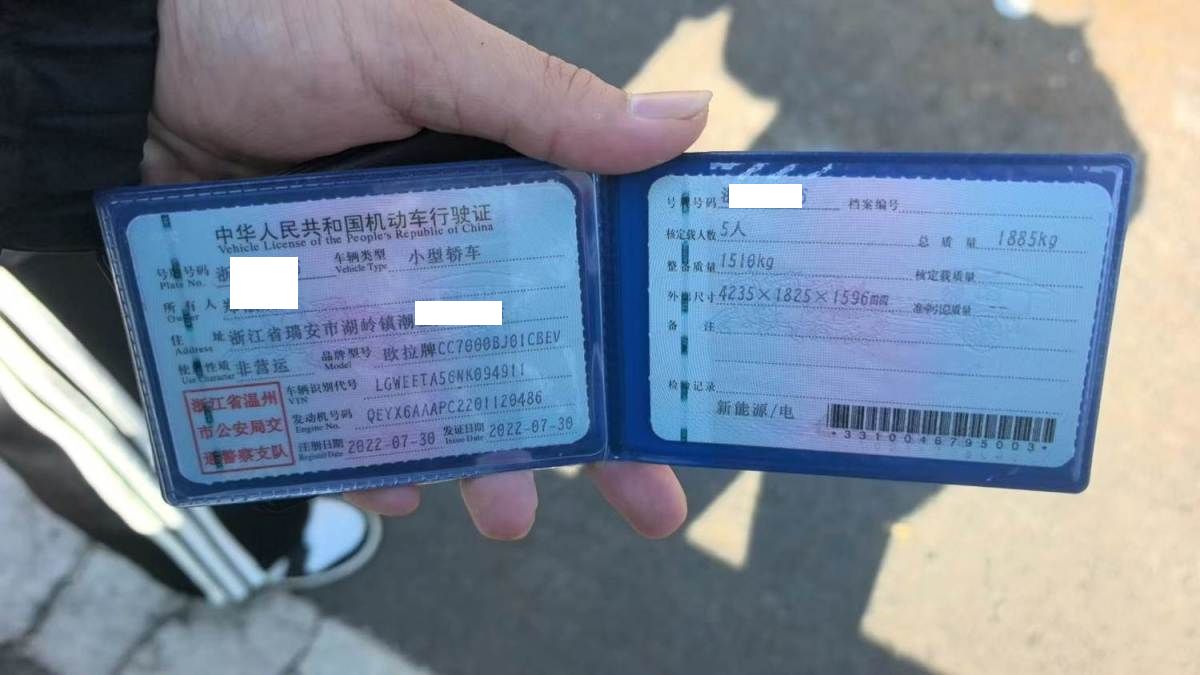 中华人民共和国机动车行驶证
Vehicle License of the People's Republic of China
号牌号码 浙 车辆类型 小型轿车
Plate No. Vehicle Type
所有人
Owner
住址 浙江省瑞安市湖岭镇潮
Address
使用性质 非营运 品牌型号 欧拉牌CC7000BJ01CBEV
Use Character Model
浙江省温州
市公安局交
通警察支队
车辆识别代号 LGWEETA56NK094911
VIN
发动机号码 QEYX6AAAPC2201120486
Engine No.
注册日期 2022-07-30 发证日期 2022-07-30
Register Date Issue Date
号牌号码 档案编号
核定载人数 5人 总质量 1885kg
整备质量 1510kg 核定载质量
外廓尺寸 4235×1825×1596mm 准牵引总质量 --
备注
检验记录
新能源/电
*3310046795003*